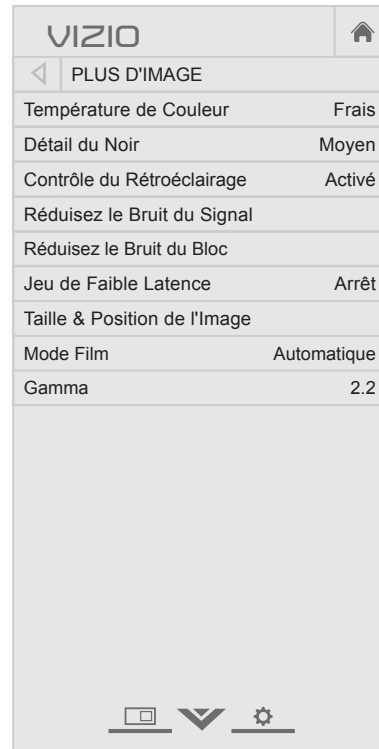 VIZIO
PLUS D'IMAGE
Température de Couleur Frais
Détail du Noir Moyen
Contrôle du Rétroéclairage Activé
Réduisez le Bruit du Signal
Réduisez le Bruit du Bloc
Jeu de Faible Latence Arrêt
Taille & Position de l'Image
Mode Film Automatique
Gamma 2.2